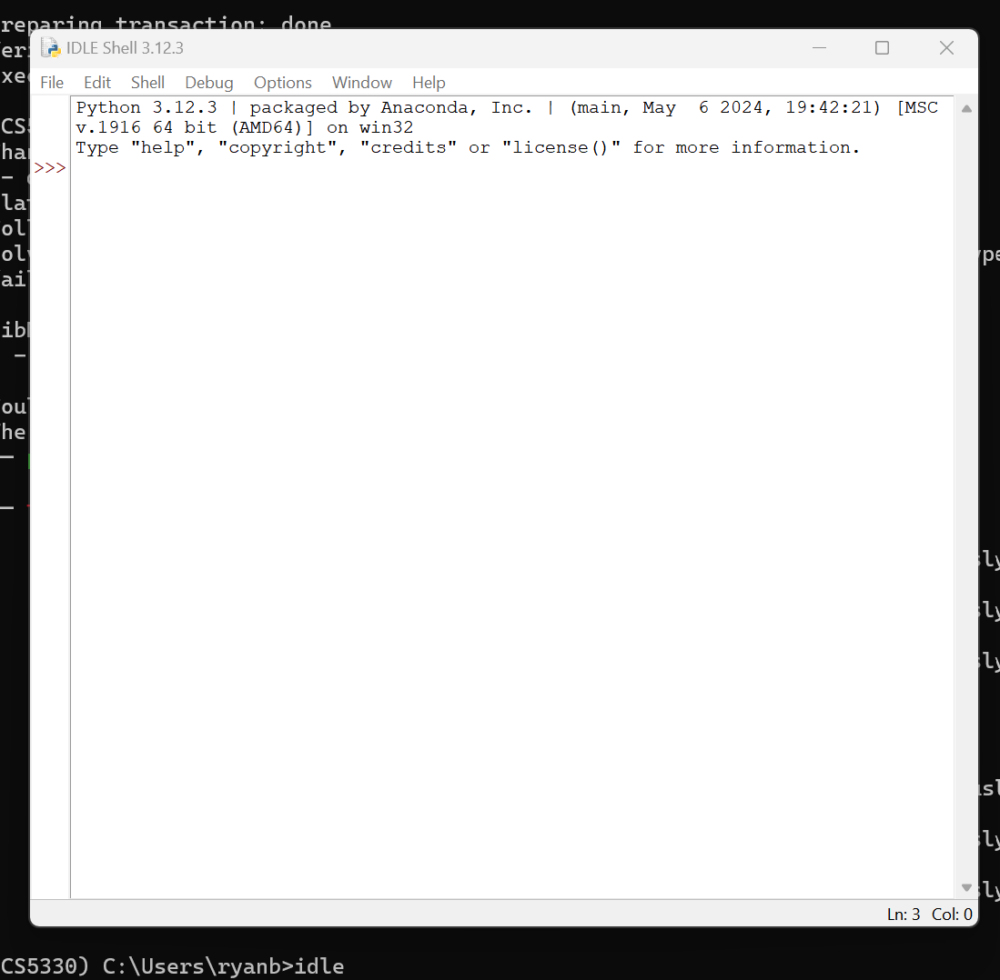 reparing transaction: done
IDLE Shell 3.12.3
File Edit Shell Debug Options Window Help
Python 3.12.3 | packaged by Anaconda, Inc. | (main, May  6 2024, 19:42:21) [MSC
v.1916 64 bit (AMD64)] on win32
Type "help", "copyright", "credits" or "license()" for more information.
>>>
Ln: 3 Col: 0
CS5330) C:\Users\ryanb>idle